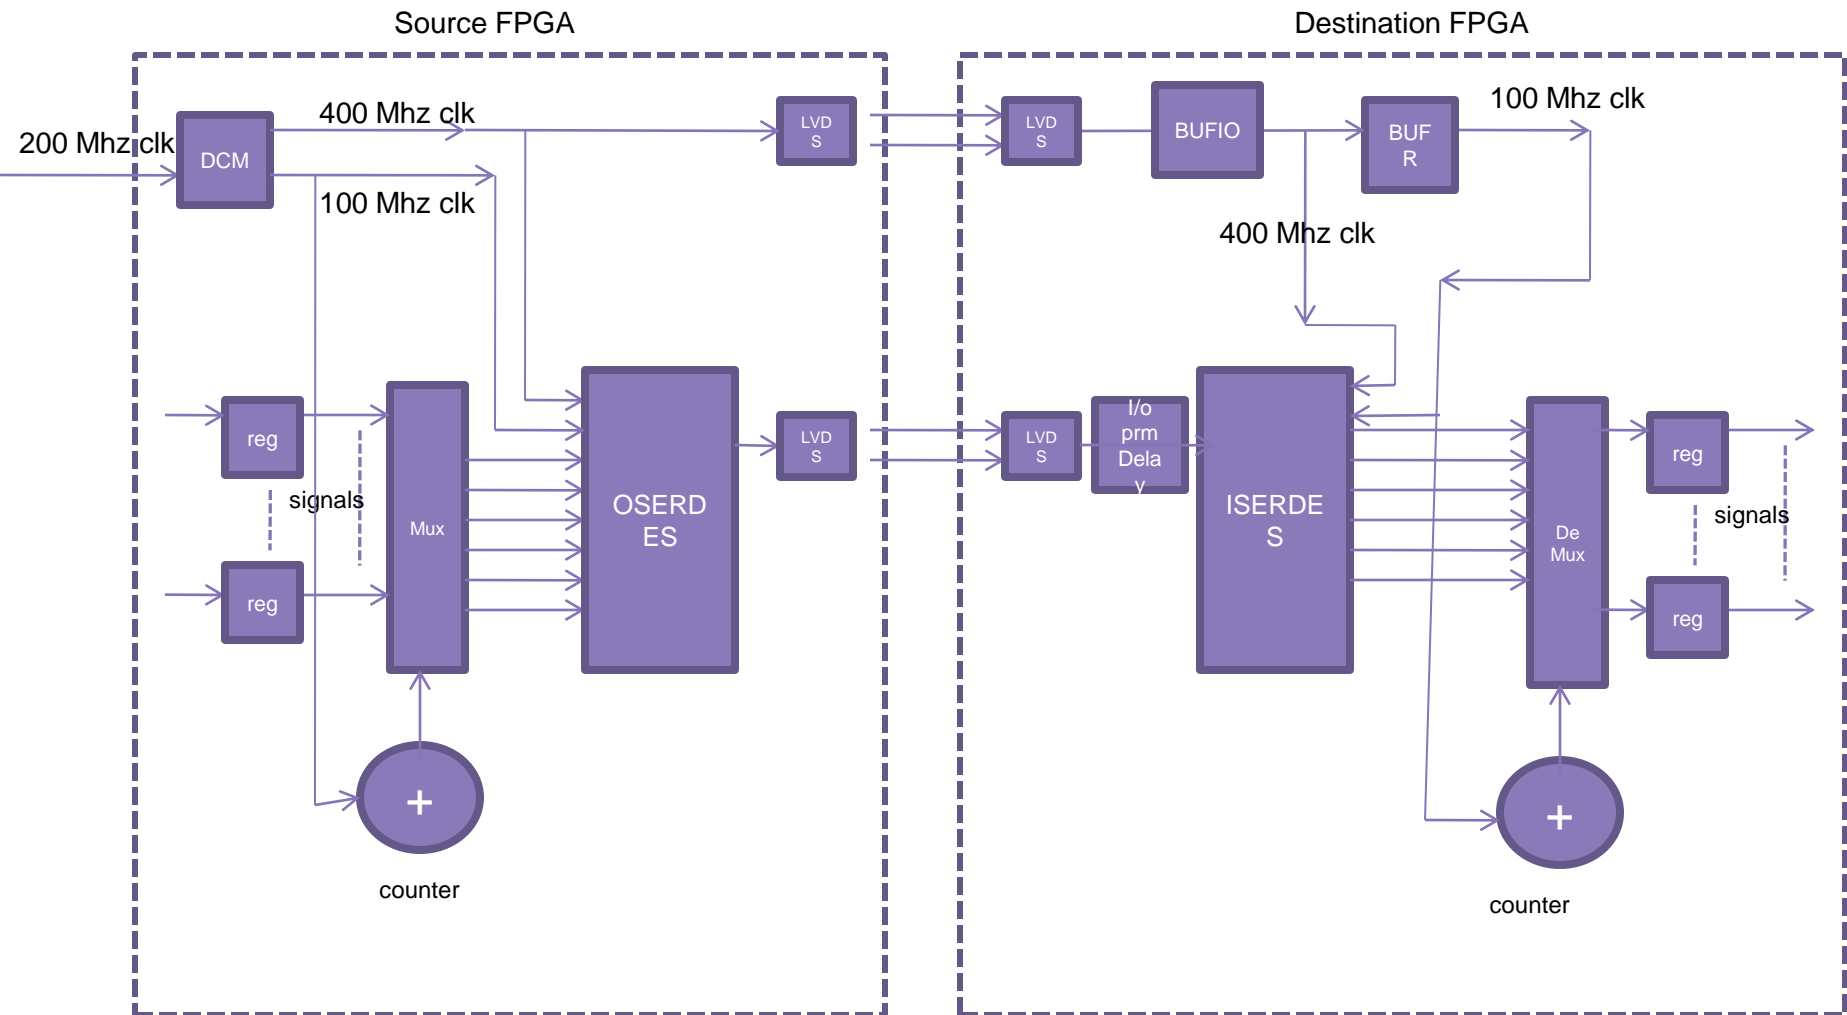 Source FPGA
Destination FPGA
200 Mhz clk
DCM
400 Mhz clk
100 Mhz clk
LVD
S
LVD
S
BUFIO
BUF
R
100 Mhz clk
400 Mhz clk
reg
signals
reg
Mux
OSERD
ES
LVD
S
LVD
S
I/o
prm
Dela
y
ISERDE
S
De
Mux
reg
signals
reg
+
counter
+
counter